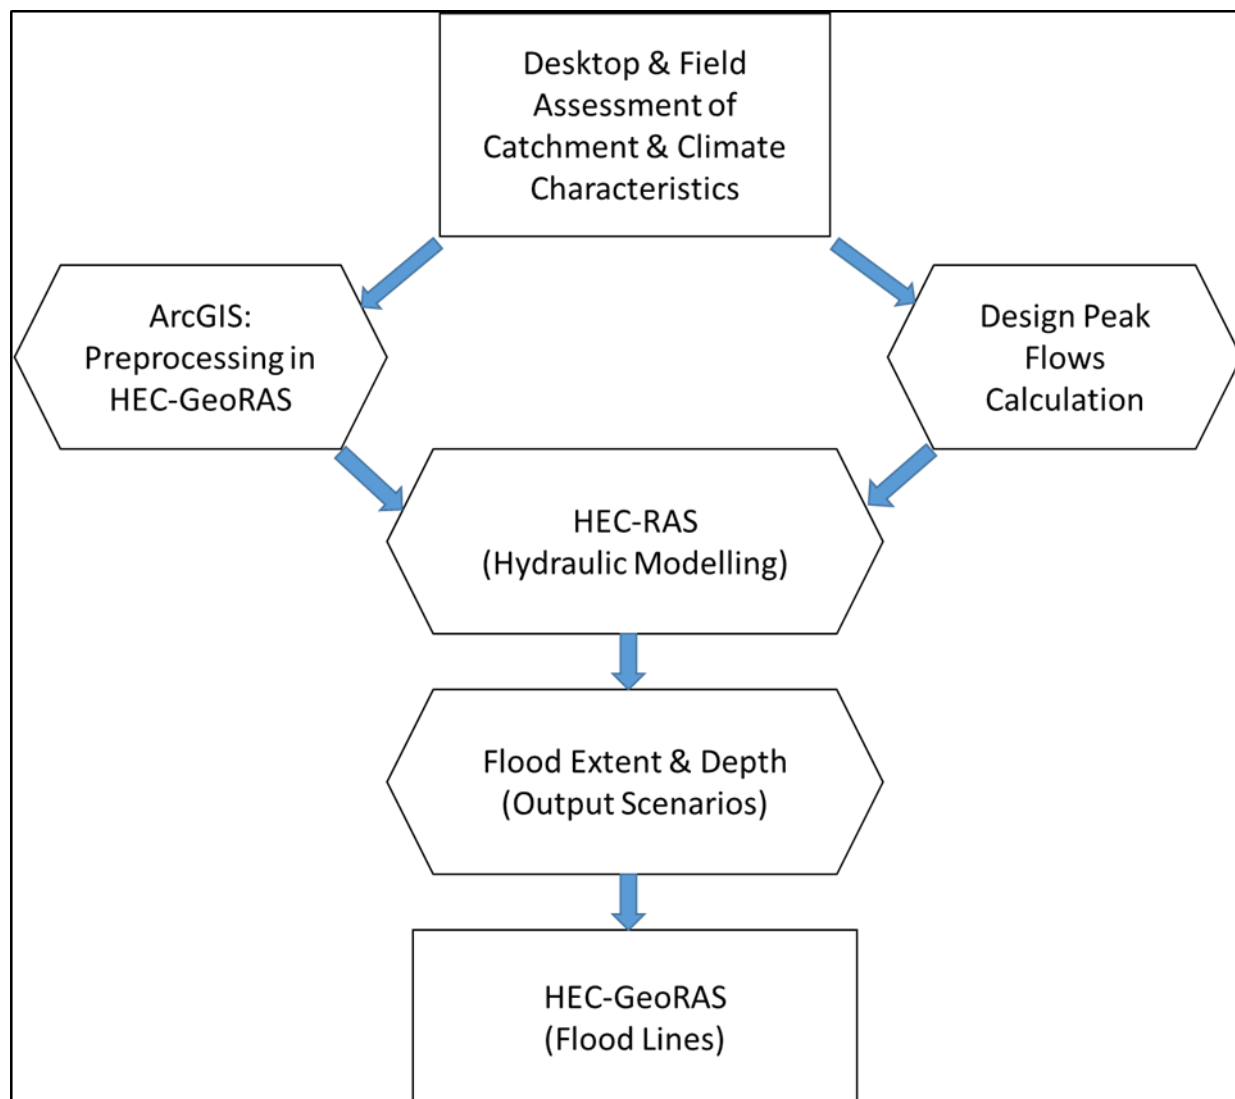 Desktop & Field
Assessment of
Catchment & Climate
Characteristics
ArcGIS:
Preprocessing in
HEC-GeoRAS
Design Peak
Flows
Calculation
HEC-RAS
(Hydraulic Modelling)
Flood Extent & Depth
(Output Scenarios)
HEC-GeoRAS
(Flood Lines)